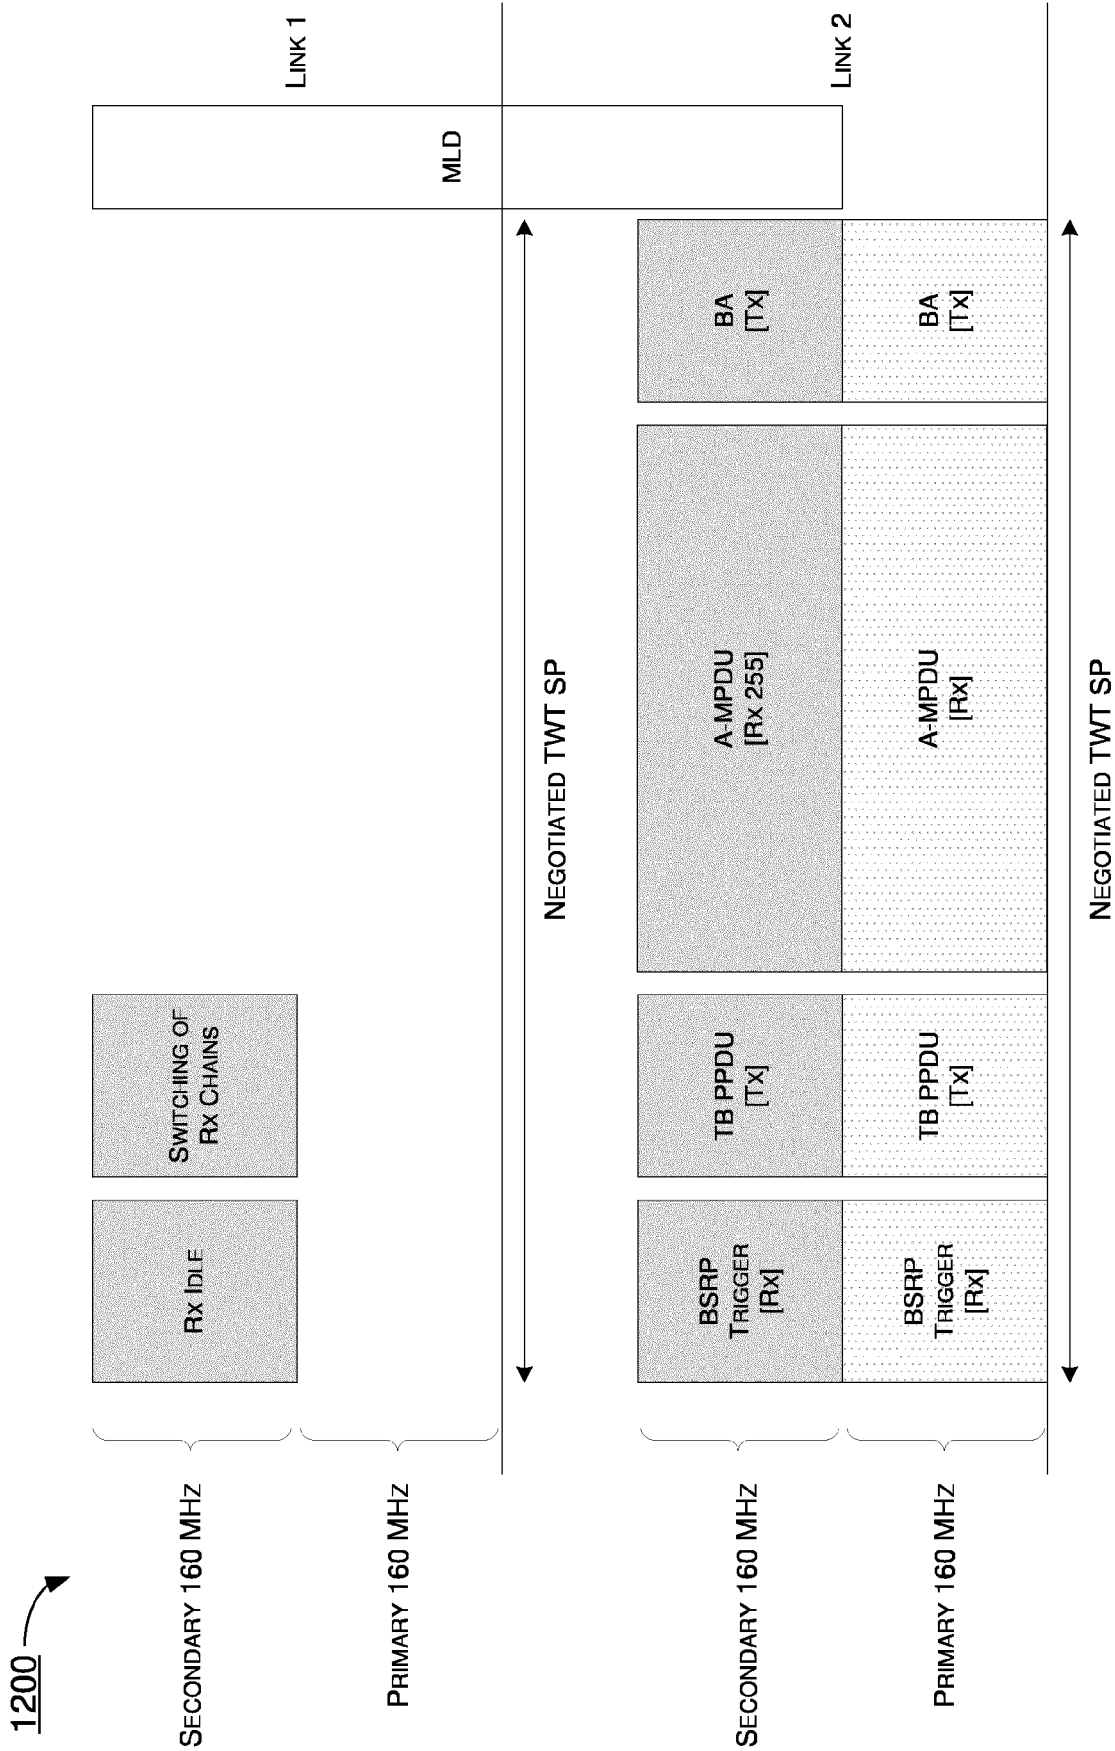 1200
SECONDARY 160 MHZ
PRIMARY 160 MHZ
RX IDLE
SWITCHING OF
RX CHAINS
LINK 1
MLD
NEGOTIATED TWT SP
SECONDARY 160 MHZ
PRIMARY 160 MHZ
BSRP
TRIGGER
[RX]
TB PPDU
[TX]
A-MPDU
[RX 255]
BA
[TX]
LINK 2
BSRP
TRIGGER
[RX]
TB PPDU
[TX]
A-MPDU
[RX]
BA
[TX]
NEGOTIATED TWT SP